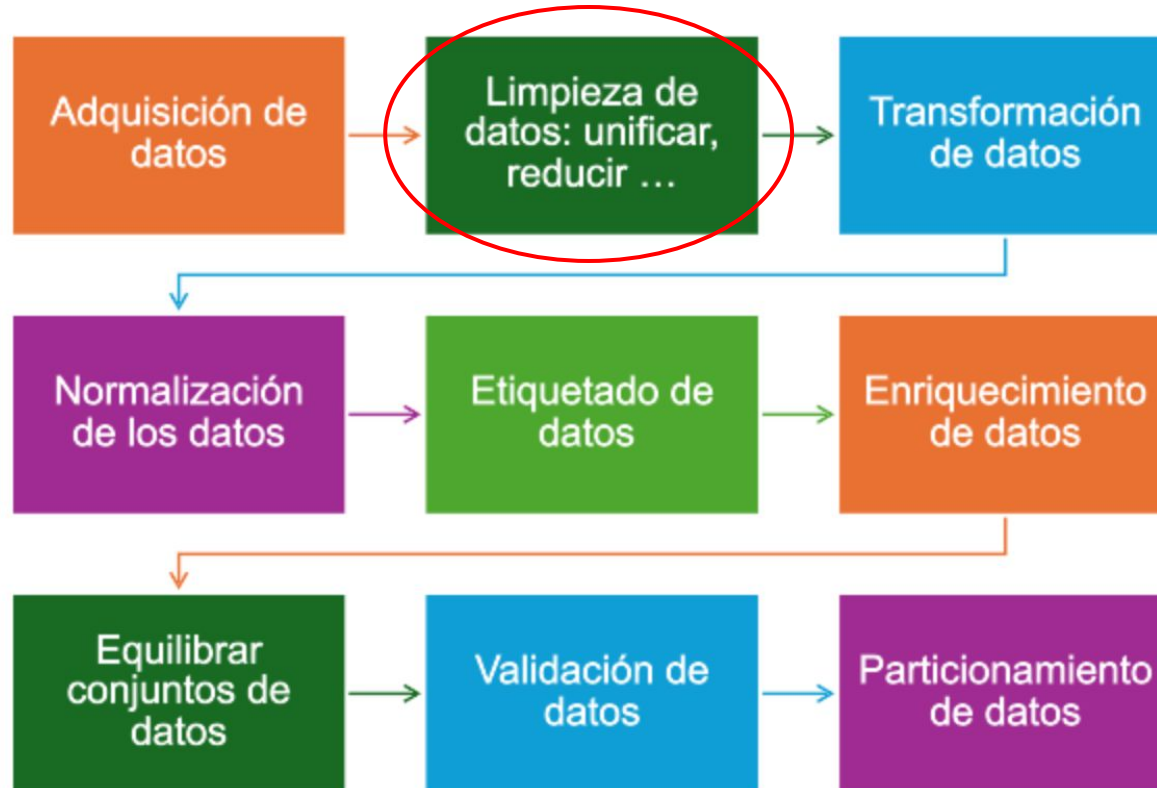 Adquisición de
datos
Limpieza de
datos: unificar,
reducir ...
Transformación
de datos
Normalización
de los datos
Etiquetado de
datos
Enriquecimiento
de datos
Equilibrar
conjuntos de
datos
Validación de
datos
Particionamiento
de datos